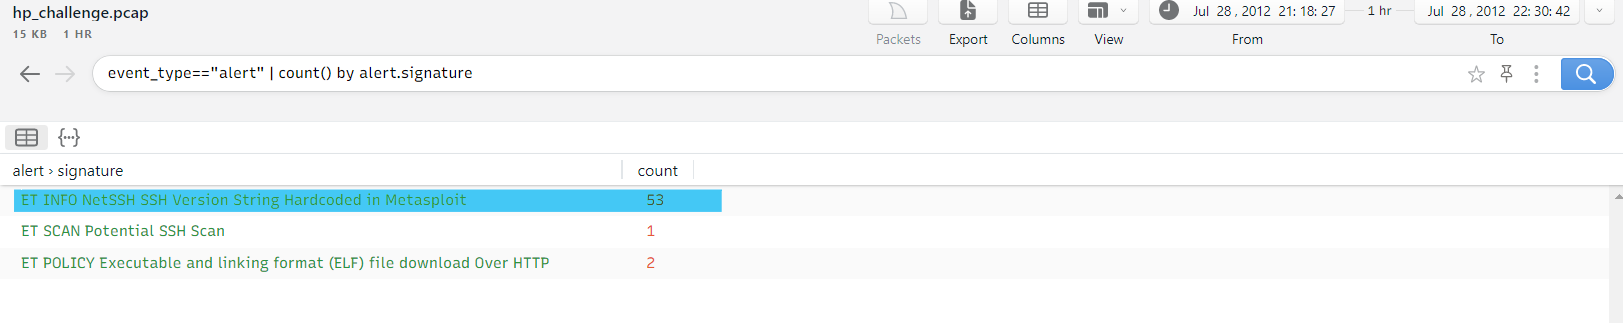 hp_challenge.pcap
15 KB 1 HR
Packets
Export
Columns
View
Jul 28 , 2012 21: 18: 27
From
1 hr
Jul 28 , 2012 22: 30: 42
To
event_type=="alert" | count() by alert.signature
{···}
alert › signature count
ET INFO NetSSH SSH Version String Hardcoded in Metasploit 53
ET SCAN Potential SSH Scan 1
ET POLICY Executable and linking format (ELF) file download Over HTTP 2